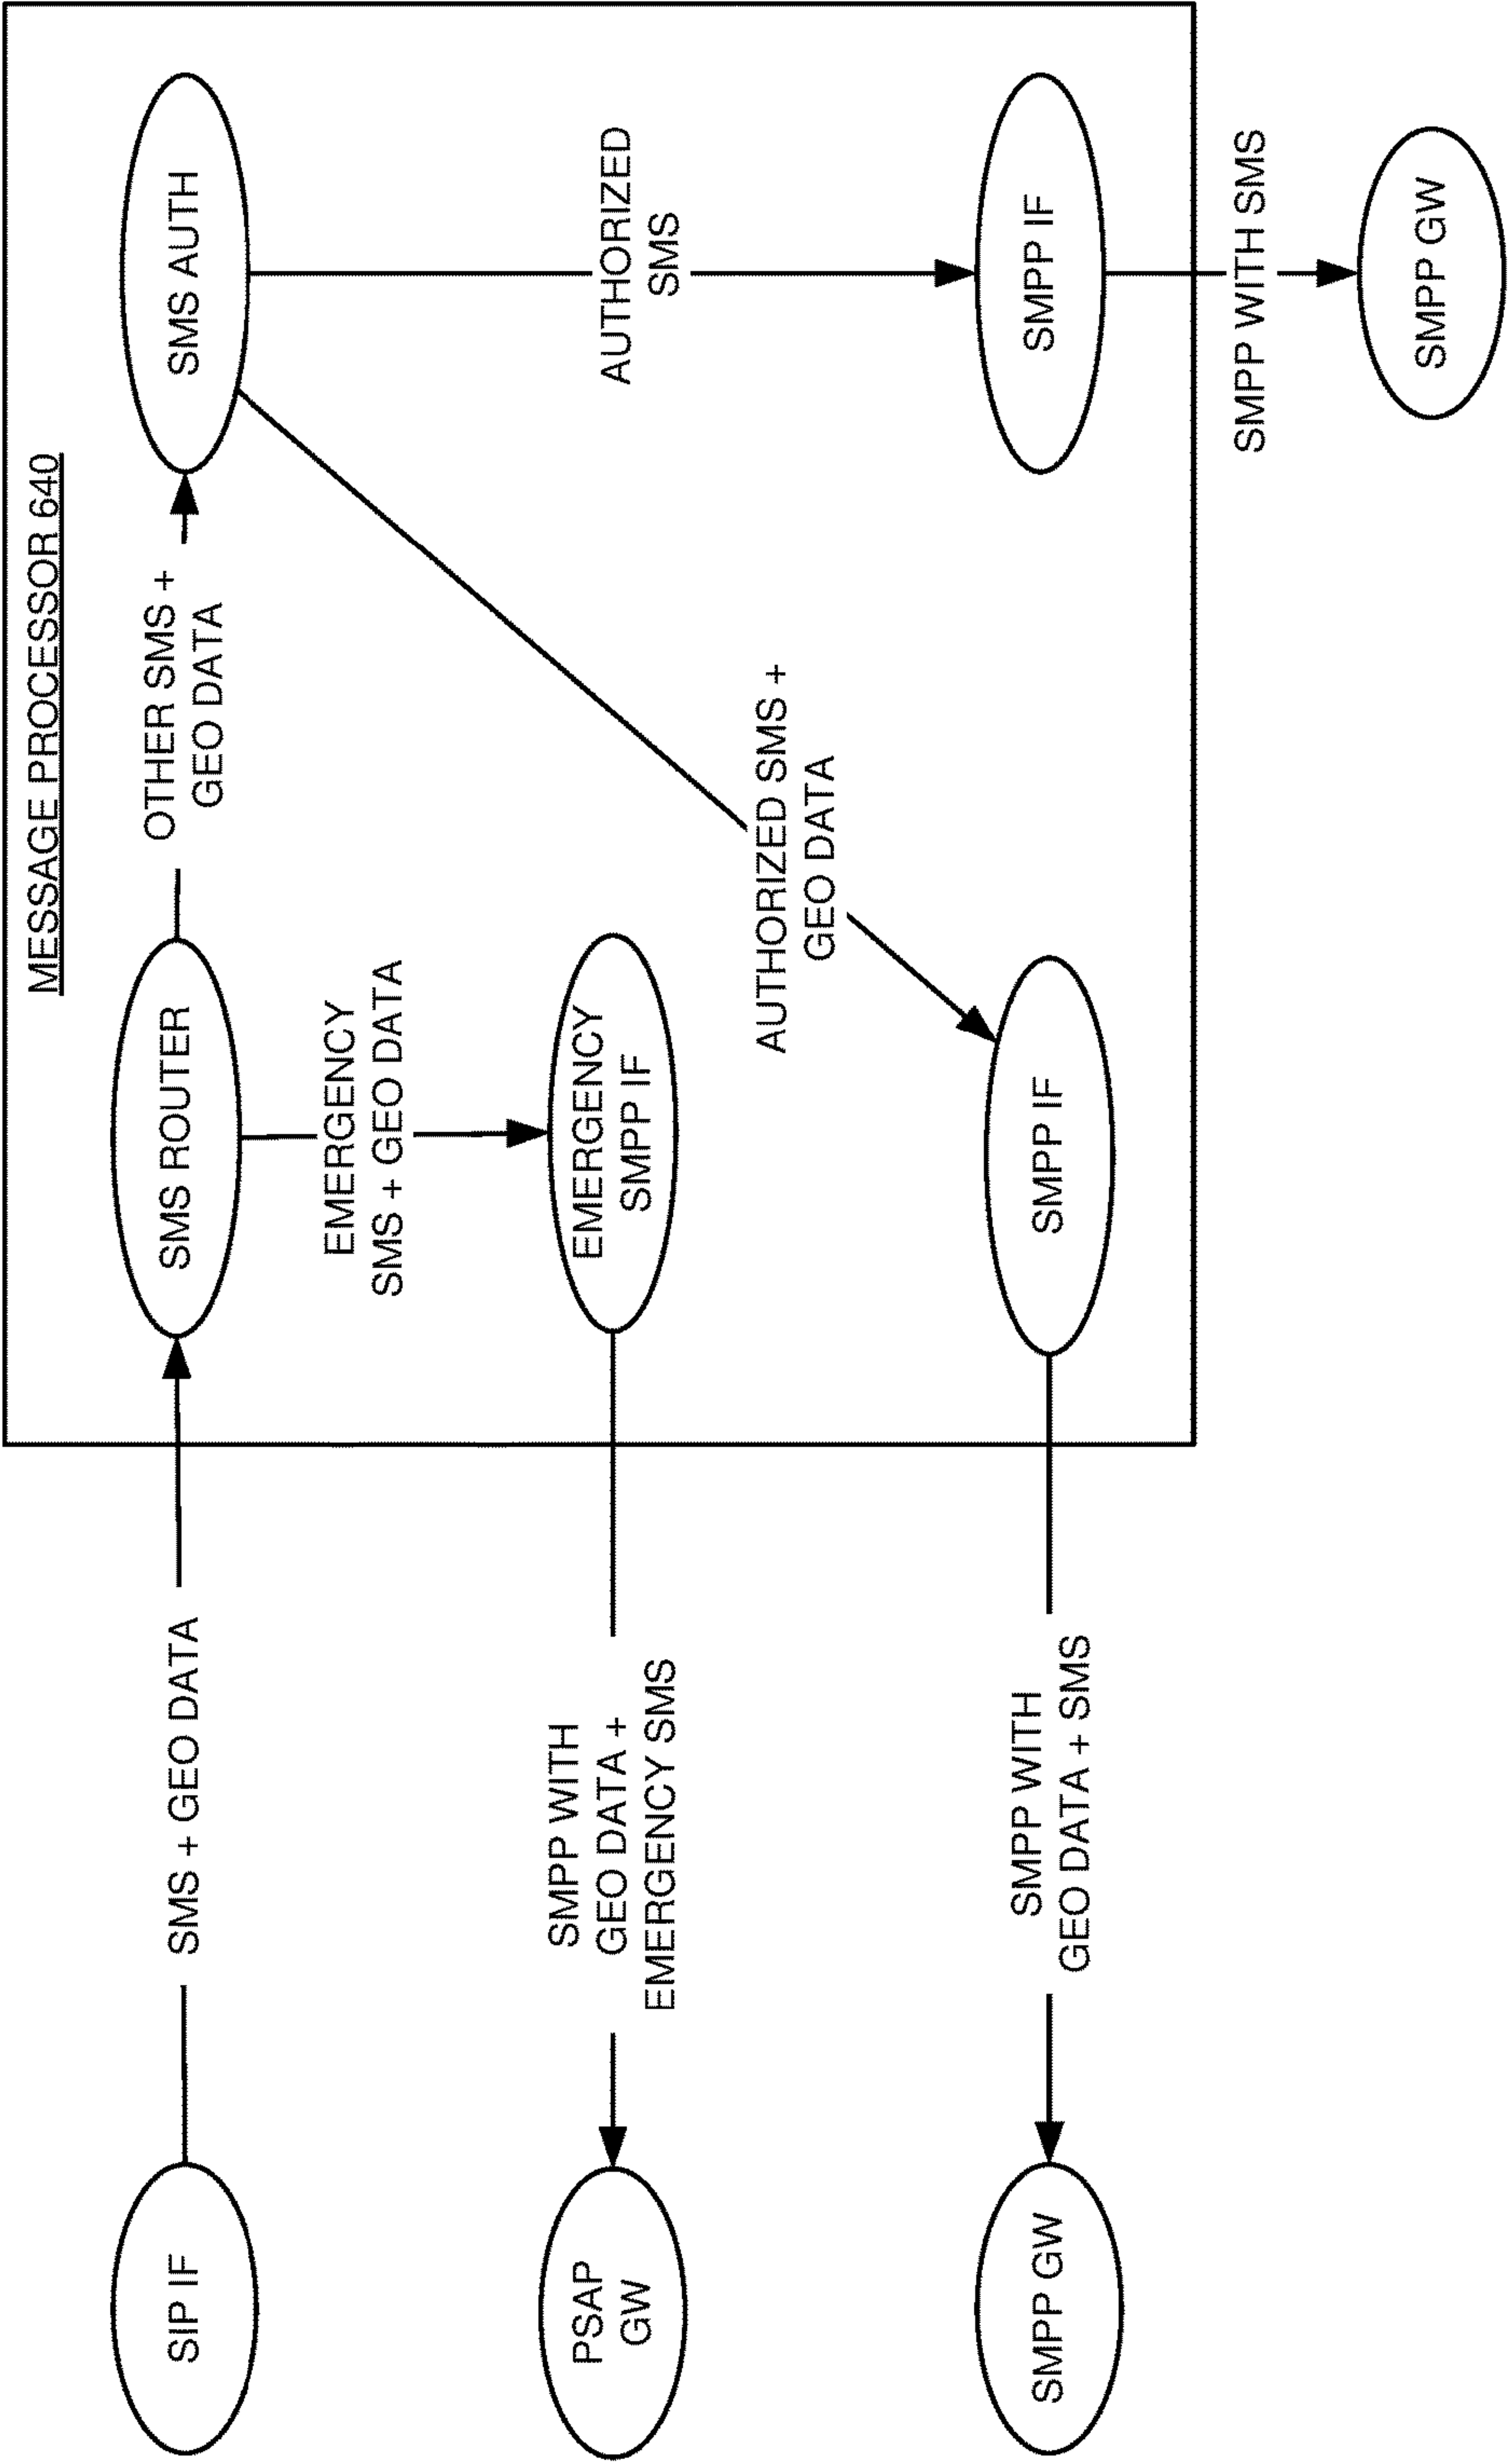 MESSAGE PROCESSOR 640
SIP IF
SMS + GEO DATA
SMS ROUTER
OTHER SMS +
GEO DATA
SMS AUTH
EMERGENCY
SMS + GEO DATA
PSAP
GW
SMPP WITH
GEO DATA +
EMERGENCY SMS
EMERGENCY
SMPP IF
AUTHORIZED
SMS
AUTHORIZED SMS +
GEO DATA
SMPP GW
SMPP WITH
GEO DATA + SMS
SMPP IF
SMPP IF
SMPP WITH SMS
SMPP GW